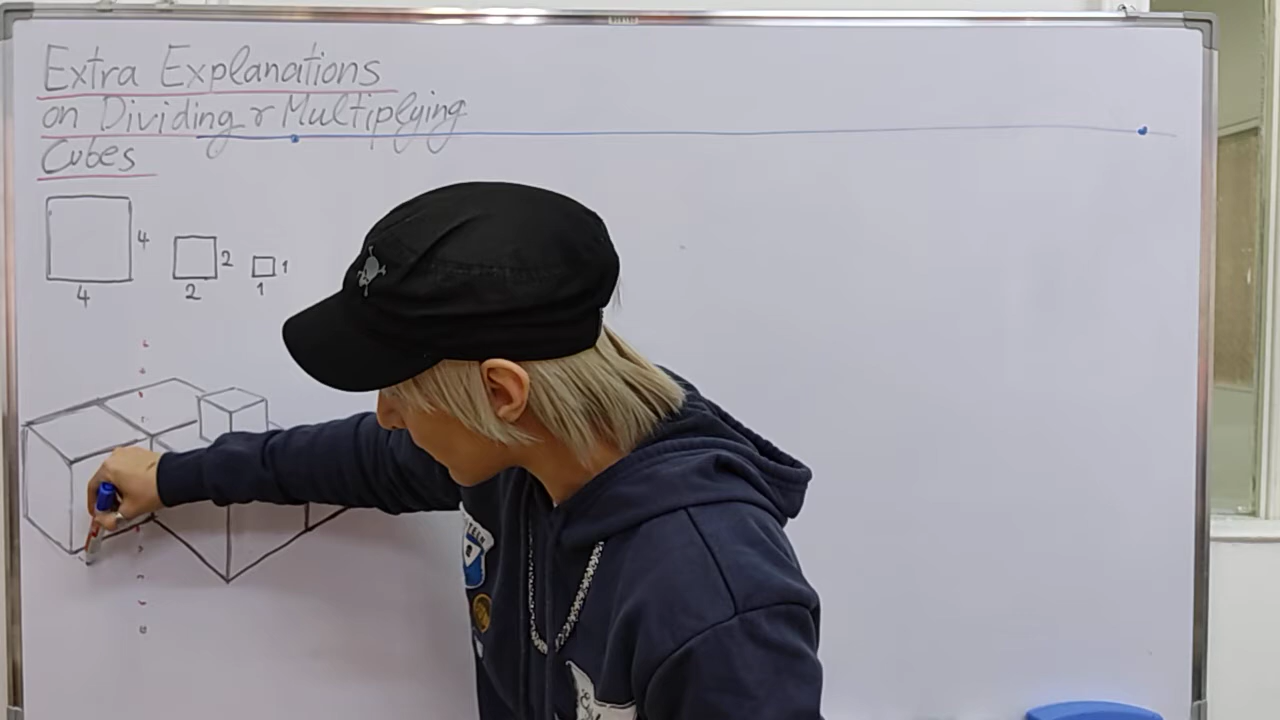 Extra Explanations
on Dividing & Multiplying
Cubes
4
4
2
2
1
1